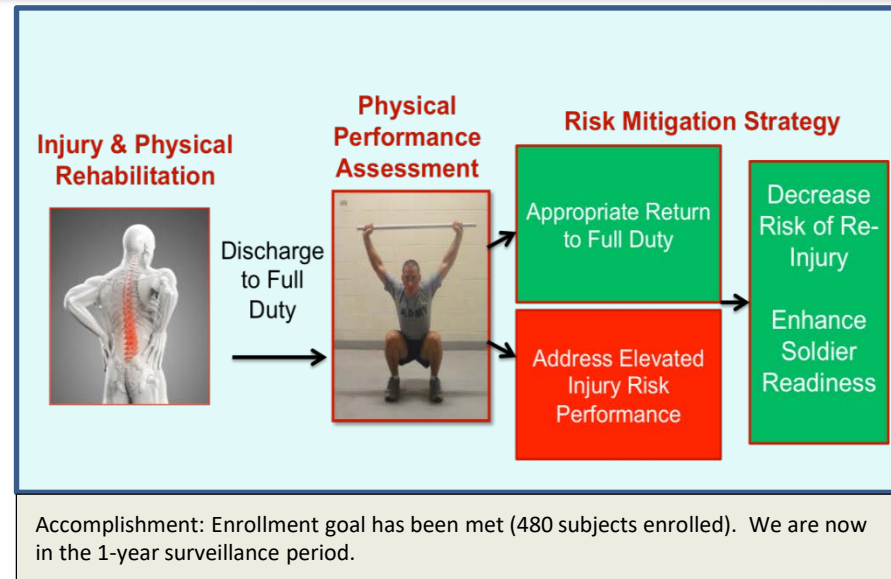 Injury & Physical
Rehabilitation
Discharge
to Full
Duty
Physical
Performance
Assessment
ARMY
Risk Mitigation Strategy
Appropriate Return
to Full Duty
Address Elevated
Injury Risk
Performance
Decrease
Risk of Re-
Injury
Enhance
Soldier
Readiness
Accomplishment: Enrollment goal has been met (480 subjects enrolled).  We are now
in the 1-year surveillance period.